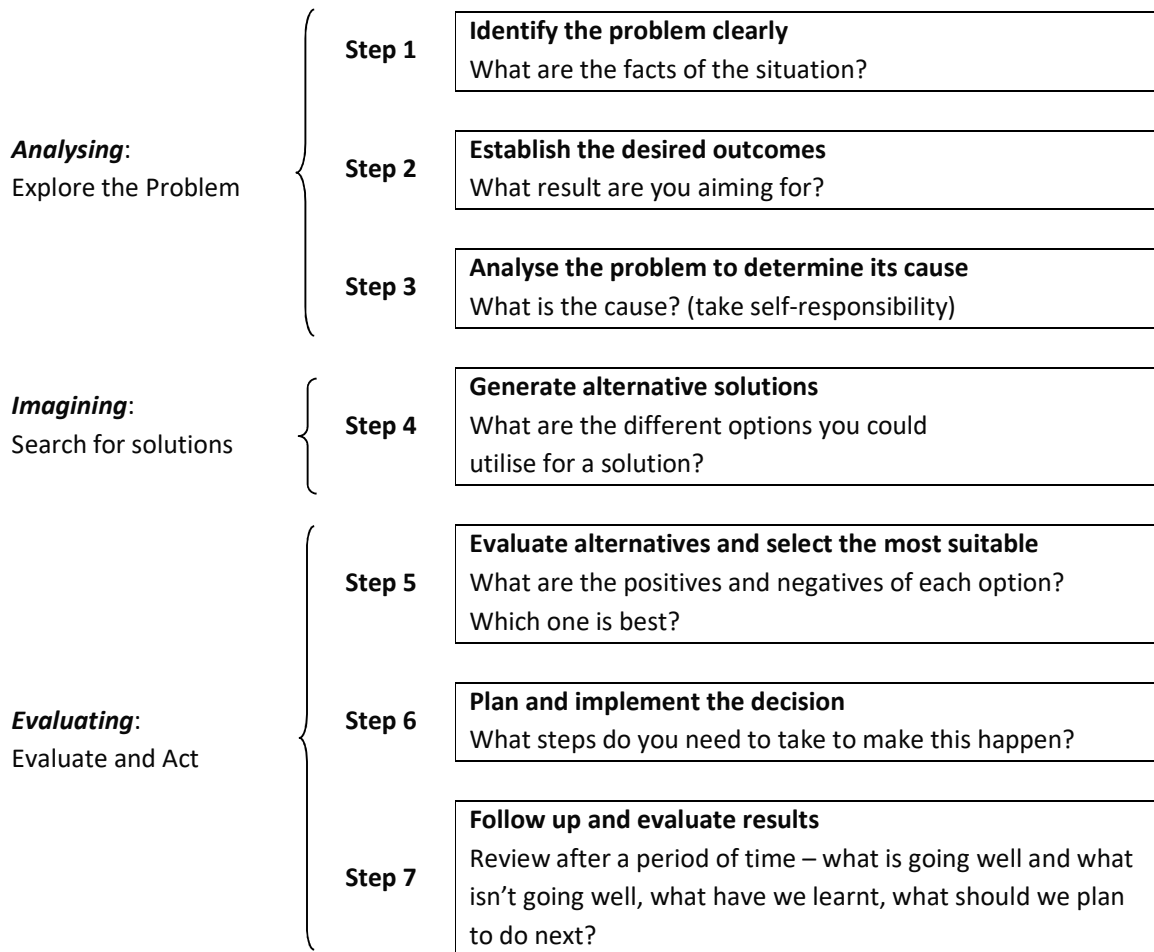 Analysing:
Explore the Problem
Step 1
Identify the problem clearly
What are the facts of the situation?
Step 2
Establish the desired outcomes
What result are you aiming for?
Step 3
Analyse the problem to determine its cause
What is the cause? (take self-responsibility)
Imagining:
Search for solutions
Step 4
Generate alternative solutions
What are the different options you could
utilise for a solution?
Evaluating:
Evaluate and Act
Step 5
Evaluate alternatives and select the most suitable
What are the positives and negatives of each option?
Which one is best?
Step 6
Plan and implement the decision
What steps do you need to take to make this happen?
Step 7
Follow up and evaluate results
Review after a period of time – what is going well and what
isn’t going well, what have we learnt, what should we plan
to do next?